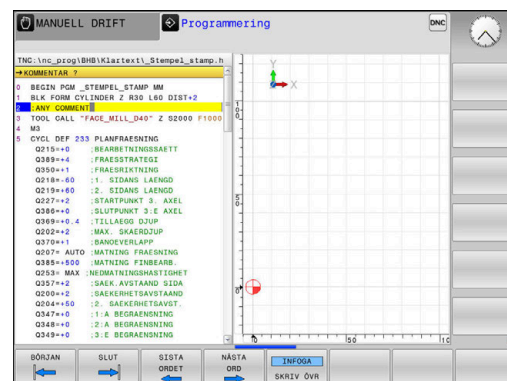 MANUELL DRIFT
Programmering
DNC
TNC:\nc_prog\BHB\Klartext\_Stempel_stamp.h
→KOMMENTAR ?
0 BEGIN PGM _STEMPEL_STAMP MM
1 BLK FORM CYLINDER Z R30 L60 DIST+2
2 ;ANY COMMENT
3 TOOL CALL "FACE_MILL_D40" Z S2000 F1000
4 M3
5 CYCL DEF 233 PLANFRAESNING
Q215=+0 ;BEARBETNINGSSAETT
Q389=+4 ;FRAESSTRATEGI
Q350=+1 ;FRAESRIKTNING
Q218=-60 ;1. SIDANS LAENGD
Q219=+60 ;2. SIDANS LAENGD
Q227=+2 ;STARTPUNKT 3. AXEL
Q386=+0 ;SLUTPUNKT 3:E AXEL
Q369=+0.4 ;TILLAEGG DJUP
Q202=+2 ;MAX. SKAERDJUP
Q370=+1 ;BANOEVERLAPP
Q207= AUTO ;MATNING FRAESNING
Q385=+500 ;MATNING FINBEARB.
Q253= MAX ;NEDMATNINGSHASTIGHET
Q357=+2 ;SAEK.AVSTAAND SIDA
Q200=+2 ;SAEKERHETSAVSTAAND
Q204=+50 ;2. SAEKERHETSAVST.
Q347=+0 ;1:A BEGRAENSNING
Q348=+0 ;2:A BEGRAENSNING
Q349=+0 ;3:E BEGRAENSNING
Y
X
100
50
0
0
50
BÖRJAN
SLUT
SISTA
ORDET
NÄSTA
ORD
INFOGA
SKRIV ÖVR